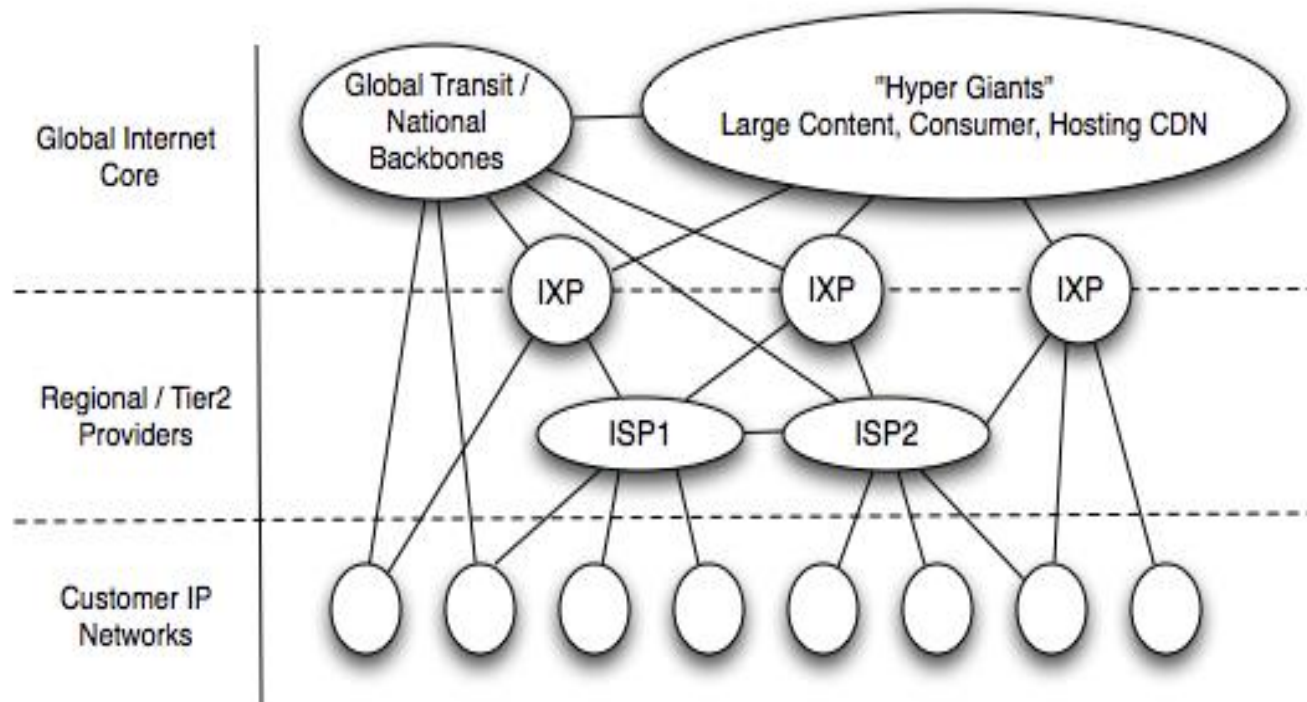 Global Internet
Core
Global Transit /
National
Backbones
"Hyper Giants"
Large Content, Consumer, Hosting CDN
IXP
IXP
IXP
Regional / Tier2
Providers
ISP1
ISP2
Customer IP
Networks